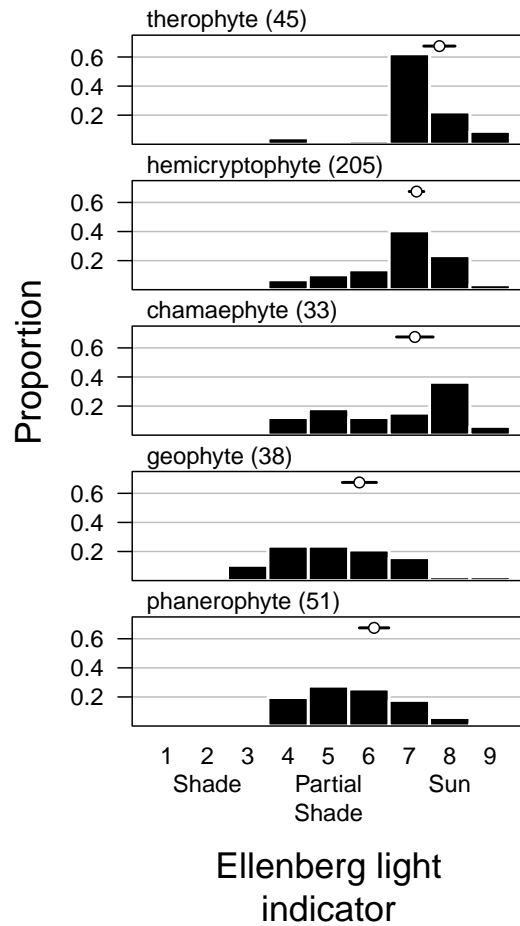 therophyte (45)
0.6
0.4
0.2
hemicryptophyte (205)
0.6
0.4
0.2
chamaephyte (33)
0.6
0.4
0.2
geophyte (38)
0.6
0.4
0.2
phanerophyte (51)
0.6
0.4
0.2
Proportion
1 2 3 4 5 6 7 8 9
Shade Partial Sun
Shade
Ellenberg light
indicator